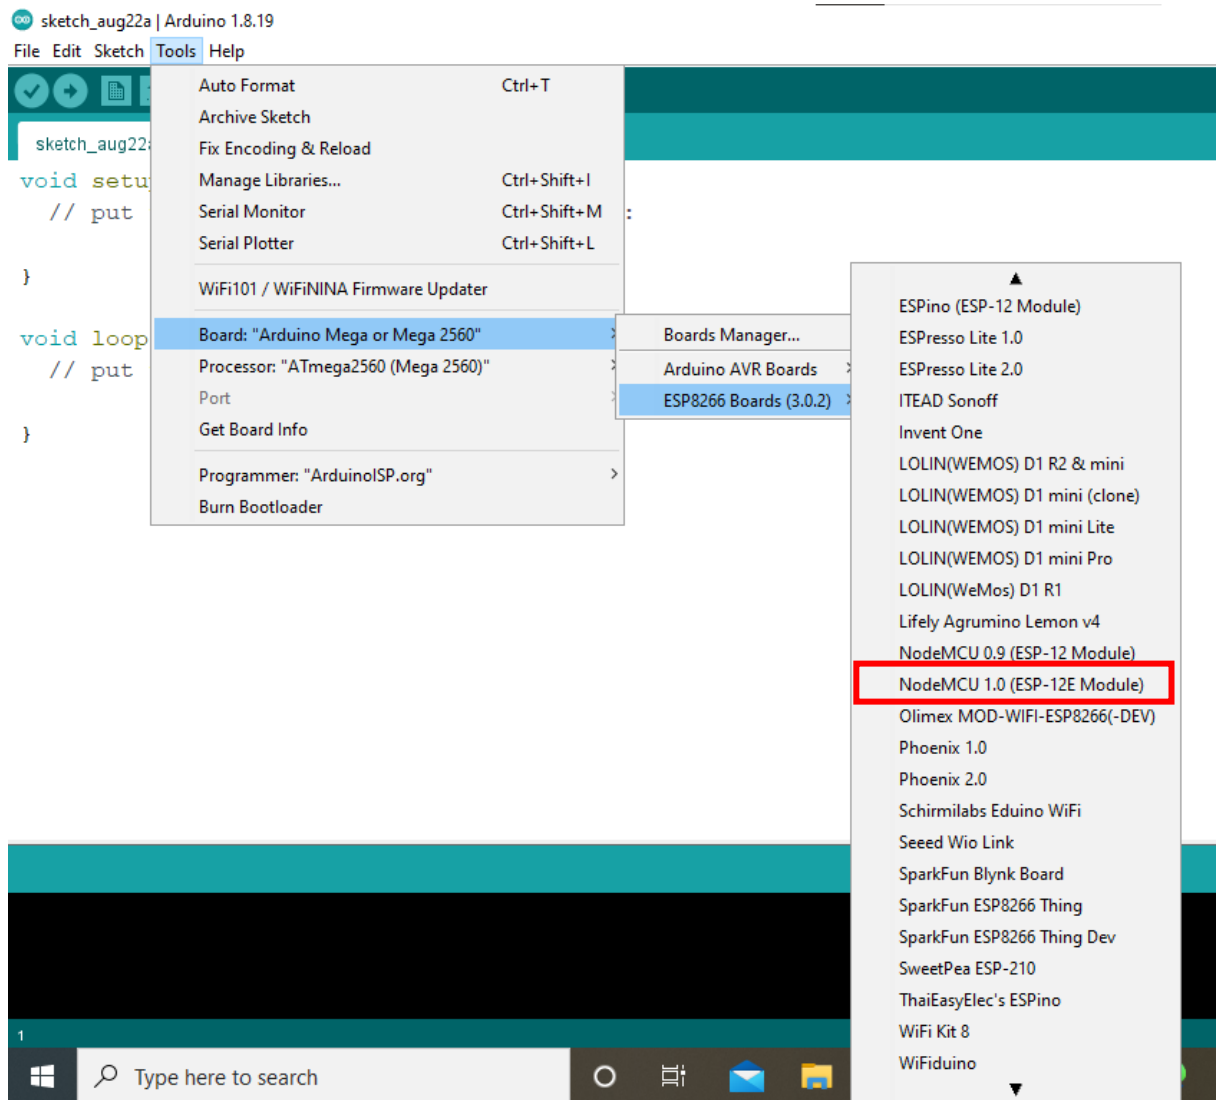 sketch_aug22a | Arduino 1.8.19
File Edit Sketch Tools Help
sketch_aug22a
void setu
// put
:
}
void loop
// put
}
Auto Format Ctrl+T
Archive Sketch
Fix Encoding & Reload
Manage Libraries... Ctrl+Shift+I
Serial Monitor Ctrl+Shift+M
Serial Plotter Ctrl+Shift+L
WiFi101 / WiFiNINA Firmware Updater
Board: "Arduino Mega or Mega 2560"
Processor: "ATmega2560 (Mega 2560)"
Port
Get Board Info
Programmer: "ArduinoISP.org"
Burn Bootloader
Boards Manager...
Arduino AVR Boards
ESP8266 Boards (3.0.2)
ESPino (ESP-12 Module)
ESPresso Lite 1.0
ESPresso Lite 2.0
ITEAD Sonoff
Invent One
LOLIN(WEMOS) D1 R2 & mini
LOLIN(WEMOS) D1 mini (clone)
LOLIN(WEMOS) D1 mini Lite
LOLIN(WEMOS) D1 mini Pro
LOLIN(WeMos) D1 R1
Lifely Agrumino Lemon v4
NodeMCU 0.9 (ESP-12 Module)
NodeMCU 1.0 (ESP-12E Module)
Olimex MOD-WIFI-ESP8266(-DEV)
Phoenix 1.0
Phoenix 2.0
Schirmilabs Eduino WiFi
Seeed Wio Link
SparkFun Blynk Board
SparkFun ESP8266 Thing
SparkFun ESP8266 Thing Dev
SweetPea ESP-210
ThaiEasyElec's ESPino
WiFi Kit 8
WiFiduino
1
Type here to search